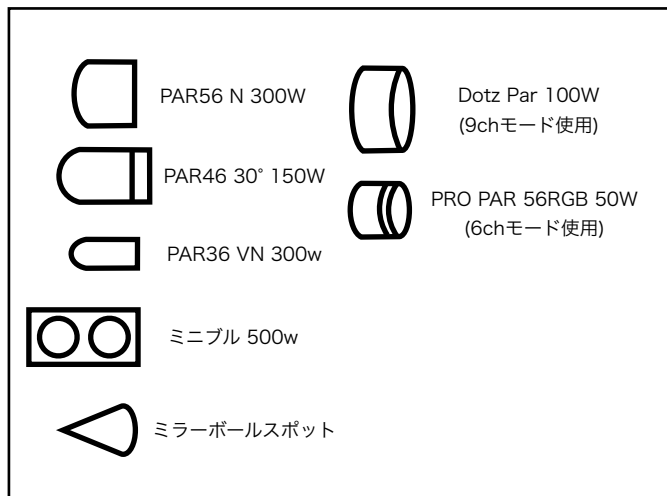 PAR56 N 300W
PAR46 30° 150W
PAR36 VN 300w
ミニブル 500w
ミラーボールスポット
Dotz Par 100W
(9chモード使用)
PRO PAR 56RGB 50W
(6chモード使用)